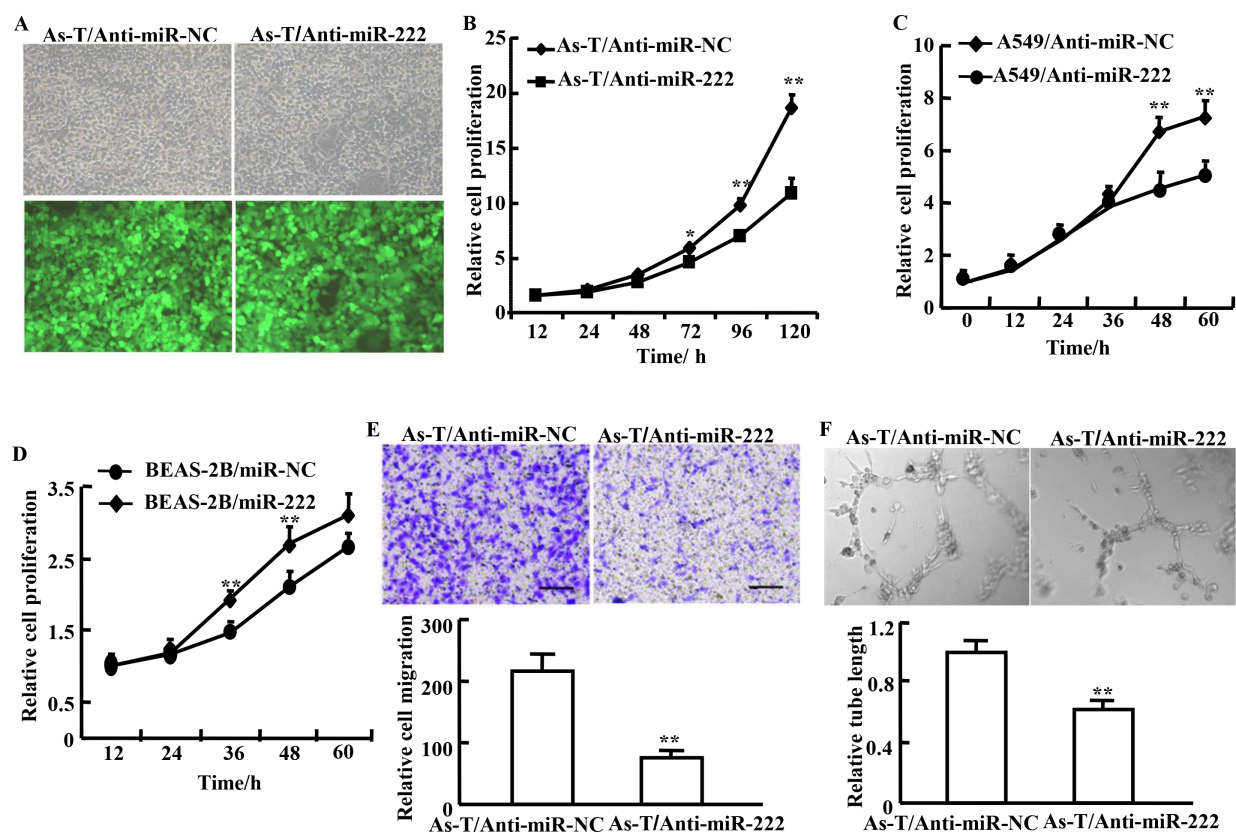 A
As-T/Anti-miR-NC
As-T/Anti-miR-222
B
As-T/Anti-miR-NC
As-T/Anti-miR-222
Relative cell proliferation
25
20
15
10
5
0
*
**
**
12
24
48
72
96
120
Time/ h
C
A549/Anti-miR-NC
A549/Anti-miR-222
Relative cell proliferation
10
8
6
4
2
0
**
**
0
12
24
36
48
60
Time/h
D
BEAS-2B/miR-NC
BEAS-2B/miR-222
Relative cell proliferation
3.5
2.5
1.5
0.5
0
**
**
12
24
36
48
60
Time/h
E
As-T/Anti-miR-NC
As-T/Anti-miR-222
Relative cell migration
300
200
100
0
**
As-T/Anti-miR-NC
As-T/Anti-miR-222
F
As-T/Anti-miR-NC
As-T/Anti-miR-222
Relative tube length
1.2
0.8
0.4
0
**
As-T/Anti-miR-NC
As-T/Anti-miR-222